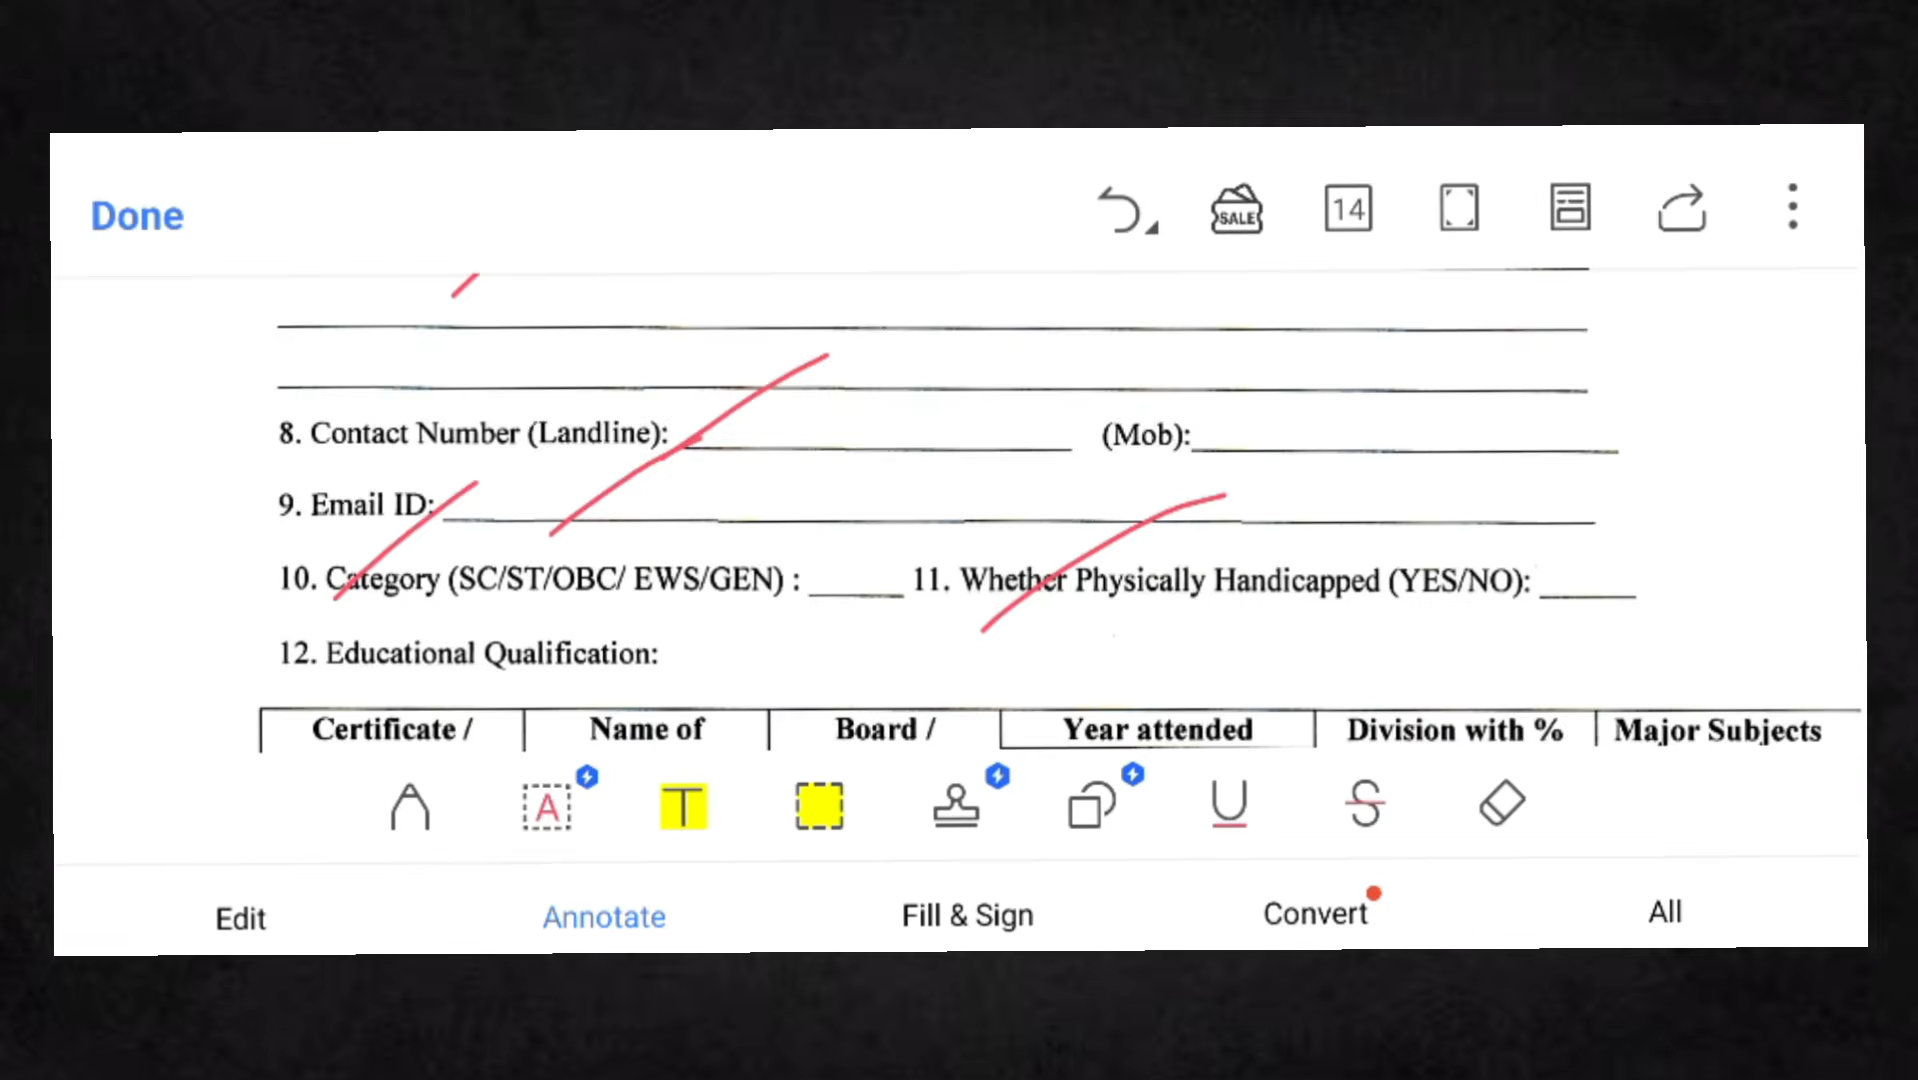 Done
SALE
14
8. Contact Number (Landline): (Mob):
9. Email ID:
10. Category (SC/ST/OBC/ EWS/GEN) : 11. Whether Physically Handicapped (YES/NO):
12. Educational Qualification:
Certificate / Name of Board / Year attended Division with % Major Subjects
A T U S
Edit Annotate Fill & Sign Convert All